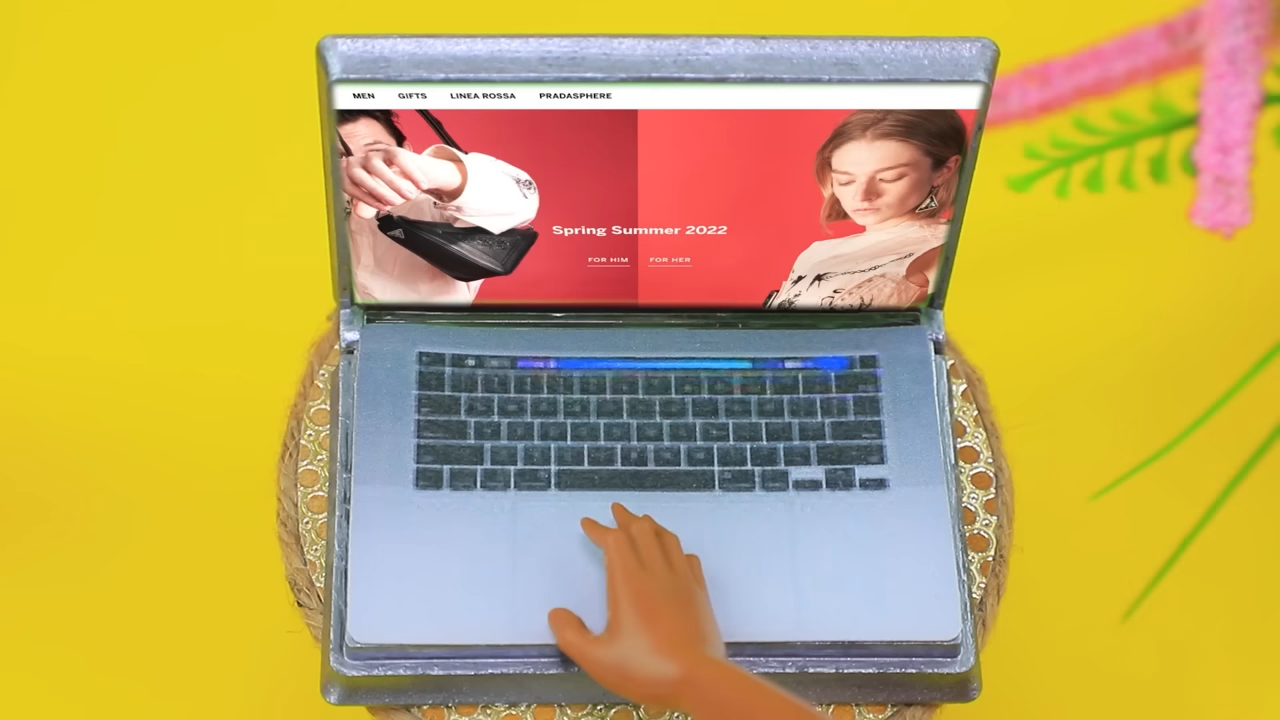 MEN GIFTS LINEA ROSSA PRADASPHERE
Spring Summer 2022
FOR HIM FOR HER